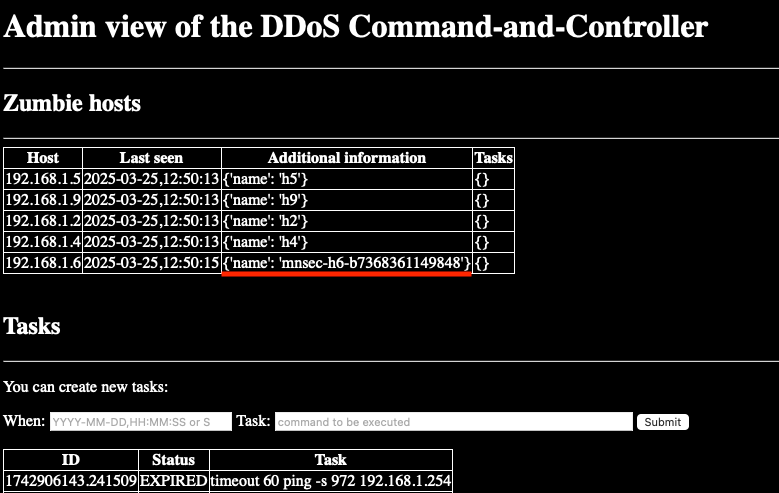 Admin view of the DDoS Command-and-Controller
Zumbie hosts
Host Last seen Additional information Tasks
192.168.1.5 2025-03-25,12:50:13 {'name': 'h5'} {}
192.168.1.9 2025-03-25,12:50:13 {'name': 'h9'} {}
192.168.1.2 2025-03-25,12:50:13 {'name': 'h2'} {}
192.168.1.4 2025-03-25,12:50:13 {'name': 'h4'} {}
192.168.1.6 2025-03-25,12:50:15 {'name': 'mnsec-h6-b7368361149848'} {}
Tasks
You can create new tasks:
When: YYYY-MM-DD,HH:MM:SS or S Task: command to be executed Submit
ID Status Task
1742906143.241509 EXPIRED timeout 60 ping -s 972 192.168.1.254